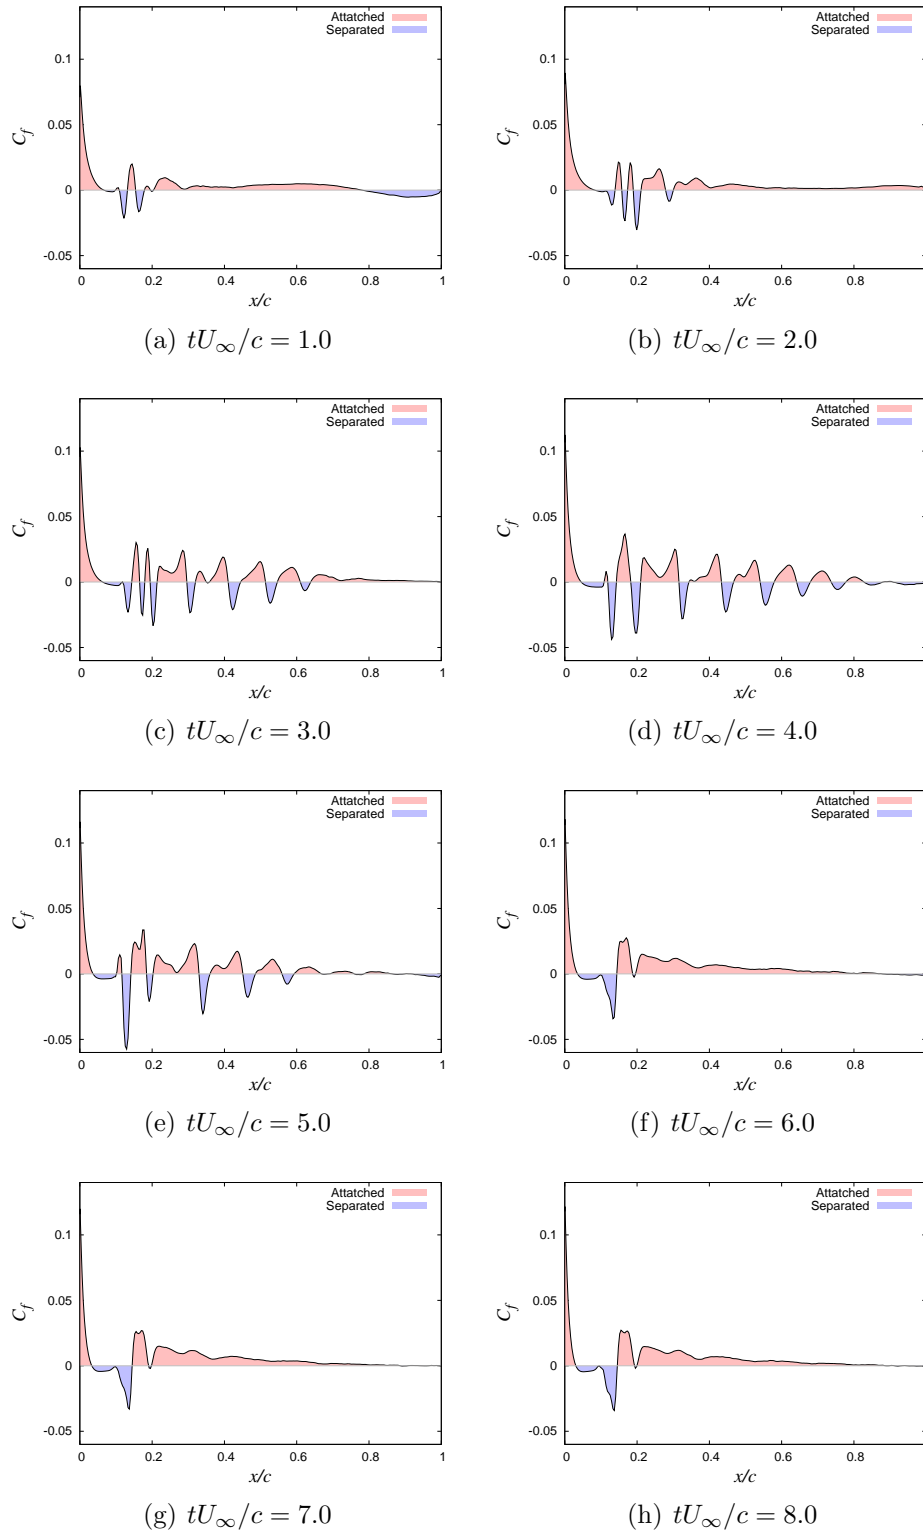 Attatched
Separated
0.1
0.05
0
-0.05
C_f
0 0.2 0.4 0.6 0.8 1
x/c
(a) tU∞/c = 1.0
Attatched
Separated
0.1
0.05
0
-0.05
C_f
0 0.2 0.4 0.6 0.8
x/c
(b) tU∞/c = 2.0
Attatched
Separated
0.1
0.05
0
-0.05
C_f
0 0.2 0.4 0.6 0.8 1
x/c
(c) tU∞/c = 3.0
Attatched
Separated
0.1
0.05
0
-0.05
C_f
0 0.2 0.4 0.6 0.8
x/c
(d) tU∞/c = 4.0
Attatched
Separated
0.1
0.05
0
-0.05
C_f
0 0.2 0.4 0.6 0.8 1
x/c
(e) tU∞/c = 5.0
Attatched
Separated
0.1
0.05
0
-0.05
C_f
0 0.2 0.4 0.6 0.8
x/c
(f) tU∞/c = 6.0
Attatched
Separated
0.1
0.05
0
-0.05
C_f
0 0.2 0.4 0.6 0.8 1
x/c
(g) tU∞/c = 7.0
Attatched
Separated
0.1
0.05
0
-0.05
C_f
0 0.2 0.4 0.6 0.8
x/c
(h) tU∞/c = 8.0